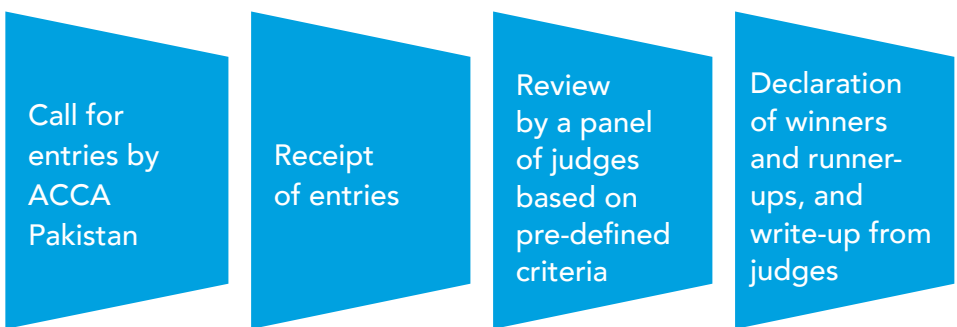 Call for
entries by
ACCA
Pakistan
Receipt
of entries
Review
by a panel
of judges
based on
pre-defined
criteria
Declaration
of winners
and runner-
ups, and
write-up from
judges